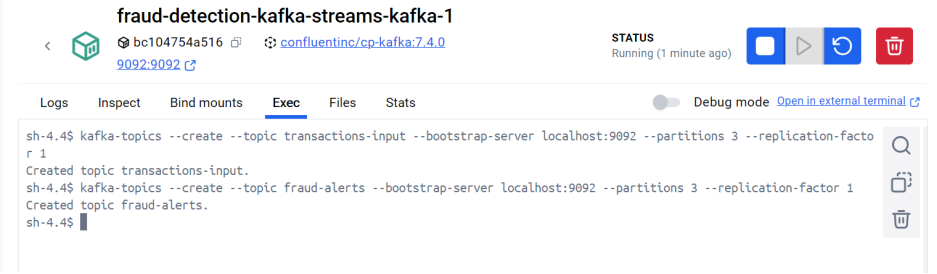 fraud-detection-kafka-streams-kafka-1
bc104754a516 confluentinc/cp-kafka:7.4.0
9092:9092
STATUS
Running (1 minute ago)
Logs Inspect Bind mounts Exec Files Stats Debug mode Open in external terminal
sh-4.4$ kafka-topics --create --topic transactions-input --bootstrap-server localhost:9092 --partitions 3 --replication-facto
r 1
Created topic transactions-input.
sh-4.4$ kafka-topics --create --topic fraud-alerts --bootstrap-server localhost:9092 --partitions 3 --replication-factor 1
Created topic fraud-alerts.
sh-4.4$